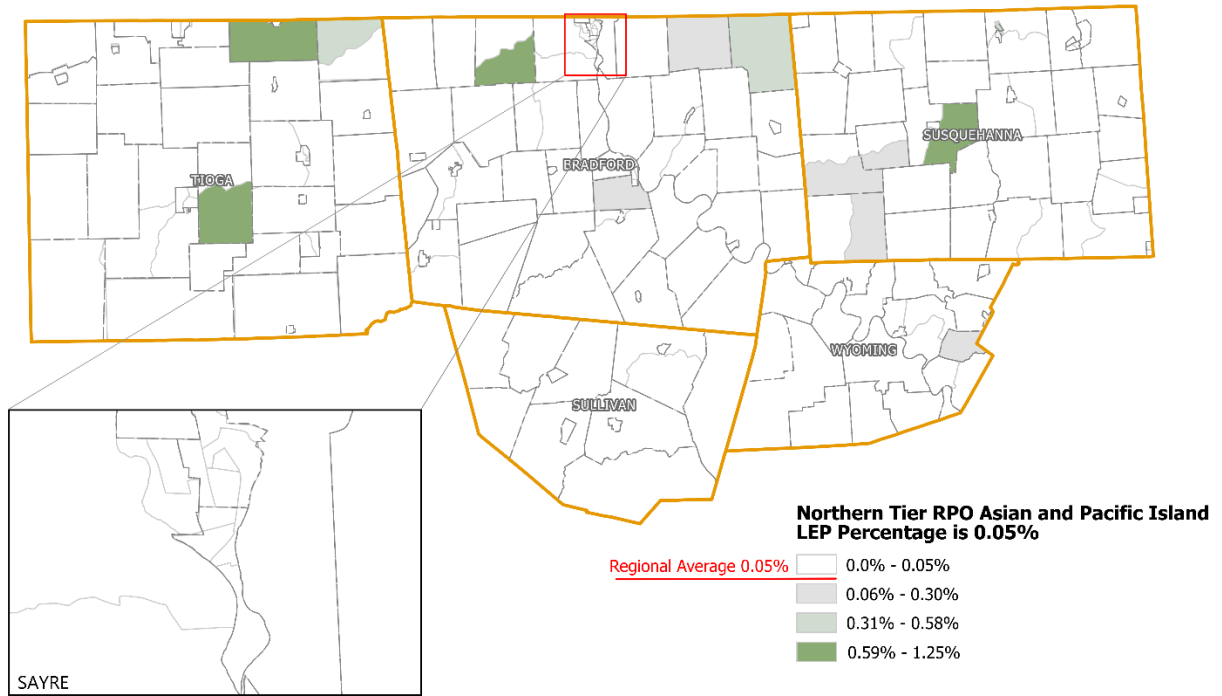 SUSQUEHANNA
BRADFORD
TIOGA
WYOMING
SULLIVAN
Northern Tier RPO Asian and Pacific Island
LEP Percentage is 0.05%
Regional Average 0.05%
0.0% - 0.05%
0.06% - 0.30%
0.31% - 0.58%
0.59% - 1.25%
SAYRE